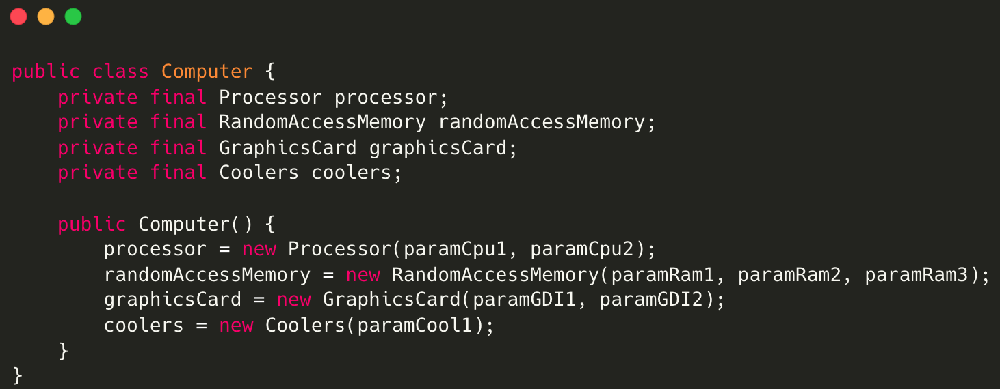 public class Computer {
    private final Processor processor;
    private final RandomAccessMemory randomAccessMemory;
    private final GraphicsCard graphicsCard;
    private final Coolers coolers;

    public Computer() {
        processor = new Processor(paramCpu1, paramCpu2);
        randomAccessMemory = new RandomAccessMemory(paramRam1, paramRam2, paramRam3);
        graphicsCard = new GraphicsCard(paramGDI1, paramGDI2);
        coolers = new Coolers(paramCool1);
    }
}